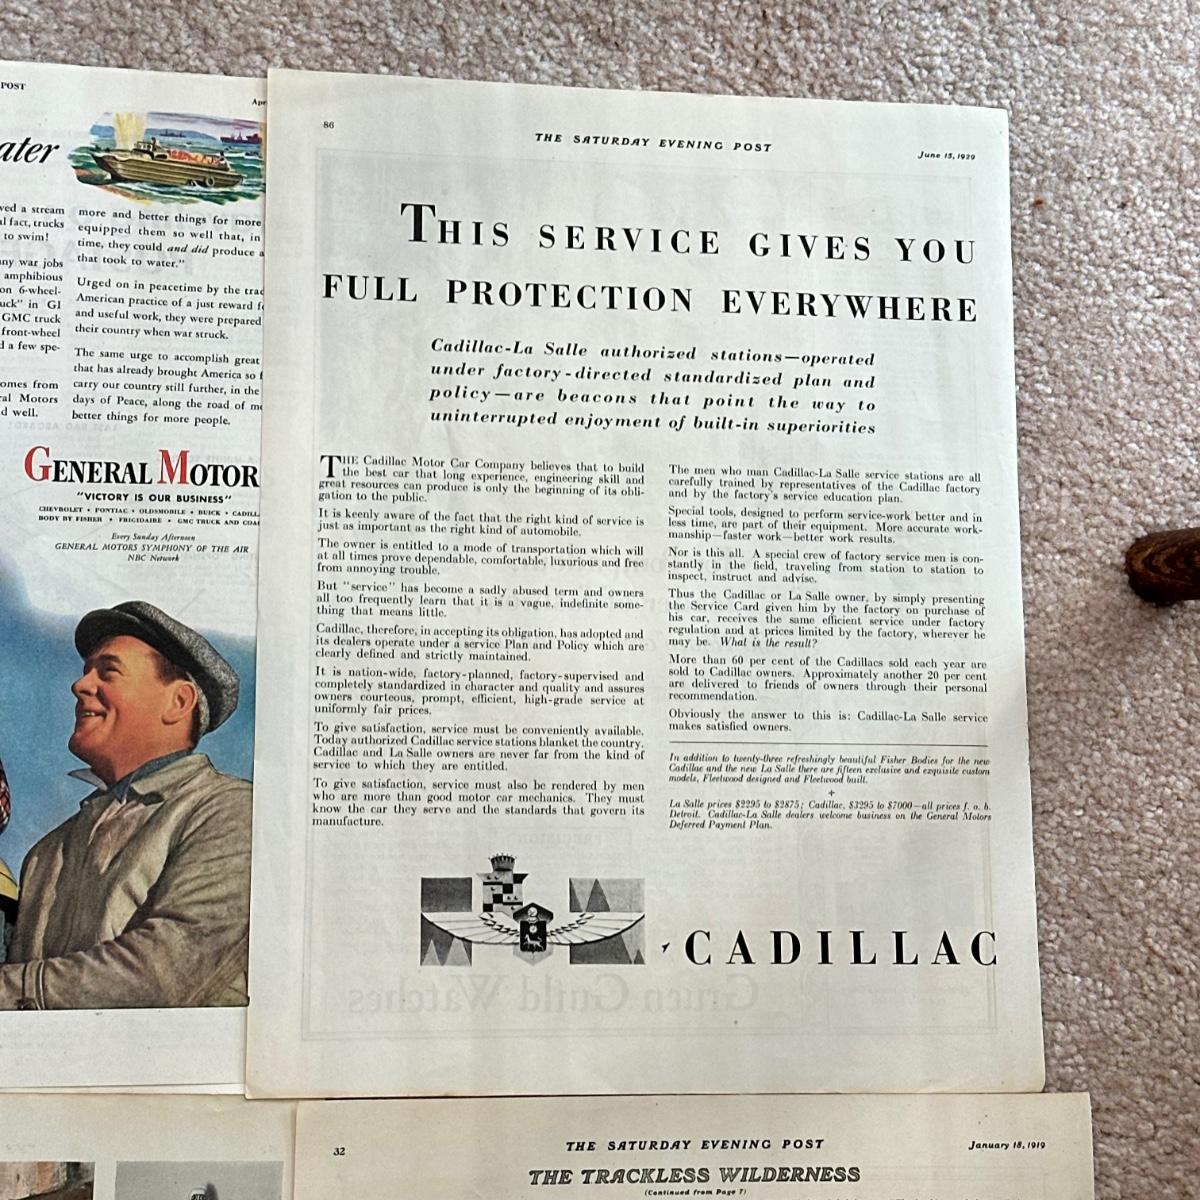 POST
ater
ved a stream
al fact, trucks
to swim!
ny war jobs
amphibious
on 6-wheel-
uck" in GI
GMC truck
front-wheel
d a few spe-
omes from
ral Motors
d well.
more and better things for more
equipped them so well that, in
time, they could and did produce a
that took to water."
Urged on in peacetime by the
American practice of a just reward
and useful work, they were prepared
their country when war struck.
The same urge to accomplish great
that has already brought America so
carry our country still further, in the
days of Peace, along the road of
better things for more people.
GENERAL MOTOR
"VICTORY IS OUR BUSINESS"
CHEVROLET • PONTIAC • OLDSMOBILE • BUICK • CADILL
BODY BY FISHER • FRIGIDAIRE • GMC TRUCK AND COA
Every Sunday Afternoon
GENERAL MOTORS SYMPHONY OF THE AIR
NBC Network
86
THE SATURDAY EVENING POST
June 15, 1929
THIS SERVICE GIVES YOU
FULL PROTECTION EVERYWHERE
Cadillac-La Salle authorized stations—operated
under factory-directed standardized plan and
policy—are beacons that point the way to
uninterrupted enjoyment of built-in superiorities
THE Cadillac Motor Car Company believes that to build
the best car that long experience, engineering skill and
great resources can produce is only the beginning of its obli-
gation to the public.
It is keenly aware of the fact that the right kind of service is
just as important as the right kind of automobile.
The owner is entitled to a mode of transportation which will
at all times prove dependable, comfortable, luxurious and free
from annoying trouble.
But "service" has become a sadly abused term and owners
all too frequently learn that it is a vague, indefinite some-
thing that means little.
Cadillac, therefore, in accepting its obligation, has adopted and
its dealers operate under a service Plan and Policy which are
clearly defined and strictly maintained.
It is nation-wide, factory-planned, factory-supervised and
completely standardized in character and quality and assures
owners courteous, prompt, efficient, high-grade service at
uniformly fair prices.
To give satisfaction, service must be conveniently available.
Today authorized Cadillac service stations blanket the country.
Cadillac and La Salle owners are never far from the kind of
service to which they are entitled.
To give satisfaction, service must also be rendered by men
who are more than good motor car mechanics. They must
know the car they serve and the standards that govern its
manufacture.
The men who man Cadillac-La Salle service stations are all
carefully trained by representatives of the Cadillac factory
and by the factory's service education plan.
Special tools, designed to perform service-work better and in
less time, are part of their equipment. More accurate work-
manship—faster work—better work results.
Nor is this all. A special crew of factory service men is con-
stantly in the field, traveling from station to station to
inspect, instruct and advise.
Thus the Cadillac or La Salle owner, by simply presenting
the Service Card given him by the factory on purchase of
his car, receives the same efficient service under factory
regulation and at prices limited by the factory, wherever he
may be. What is the result?
More than 60 per cent of the Cadillacs sold each year are
sold to Cadillac owners. Approximately another 20 per cent
are delivered to friends of owners through their personal
recommendation.
Obviously the answer to this is: Cadillac-La Salle service
makes satisfied owners.
In addition to twenty-three refreshingly beautiful Fisher Bodies for the new
Cadillac and the new La Salle there are fifteen exclusive and exquisite custom
models, Fleetwood designed and Fleetwood built.
+
La Salle prices $2295 to $2875; Cadillac, $3295 to $7000—all prices f. o. b.
Detroit. Cadillac-La Salle dealers welcome business on the General Motors
Deferred Payment Plan.
CADILLAC
Gruen Guild Watches
32
THE SATURDAY EVENING POST
January 18, 1919
THE TRACKLESS WILDERNESS
(Continued from Page 7)